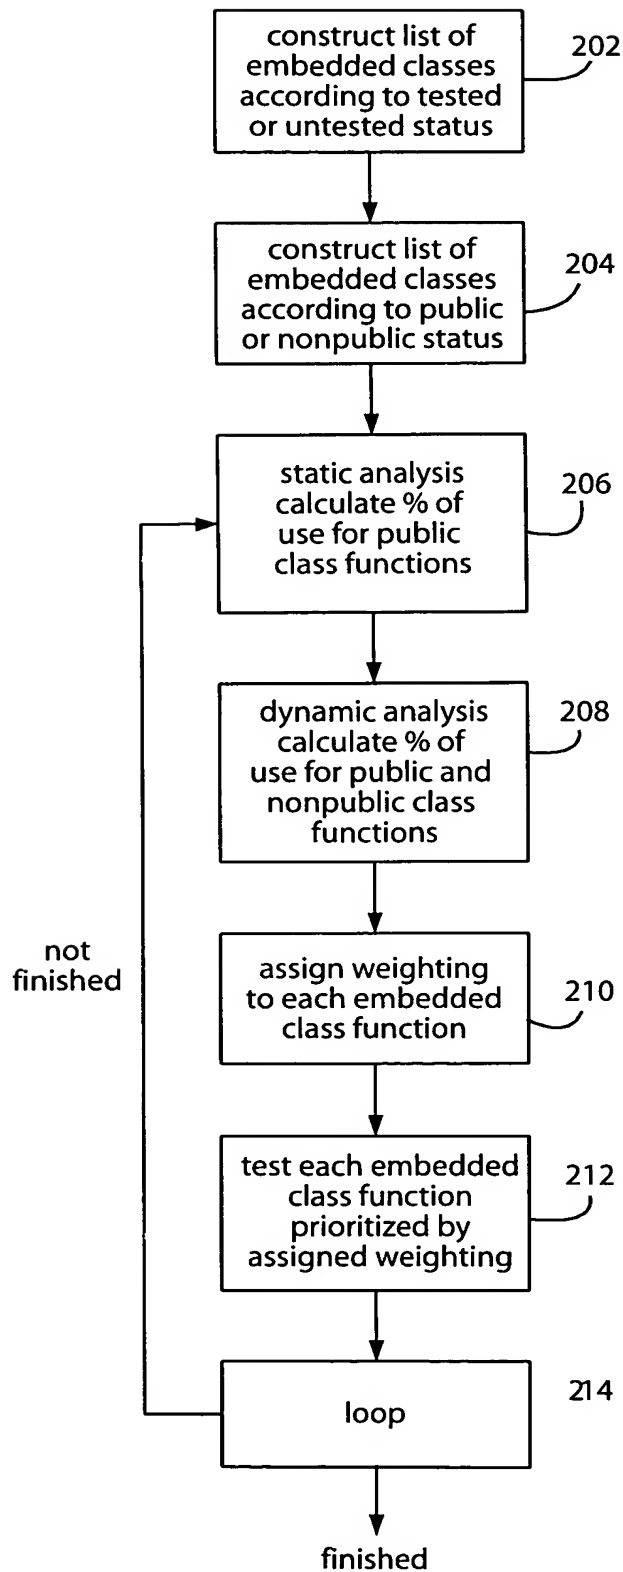 construct list of
embedded classes
according to tested
or untested status
202
construct list of
embedded classes
according to public
or nonpublic status
204
static analysis
calculate % of
use for public
class functions
206
dynamic analysis
calculate % of
use for public and
nonpublic class
functions
208
not
finished
assign weighting
to each embedded
class function
210
test each embedded
class function
prioritized by
assigned weighting
212
loop
214
finished